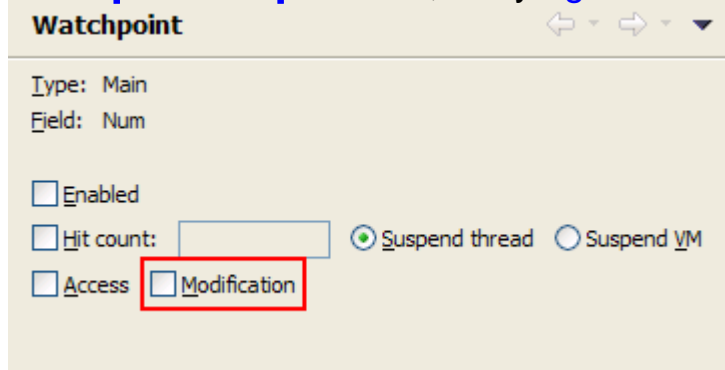 Watchpoint
Type: Main
Field: Num
Enabled
Hit count: Suspend thread Suspend VM
Access Modification